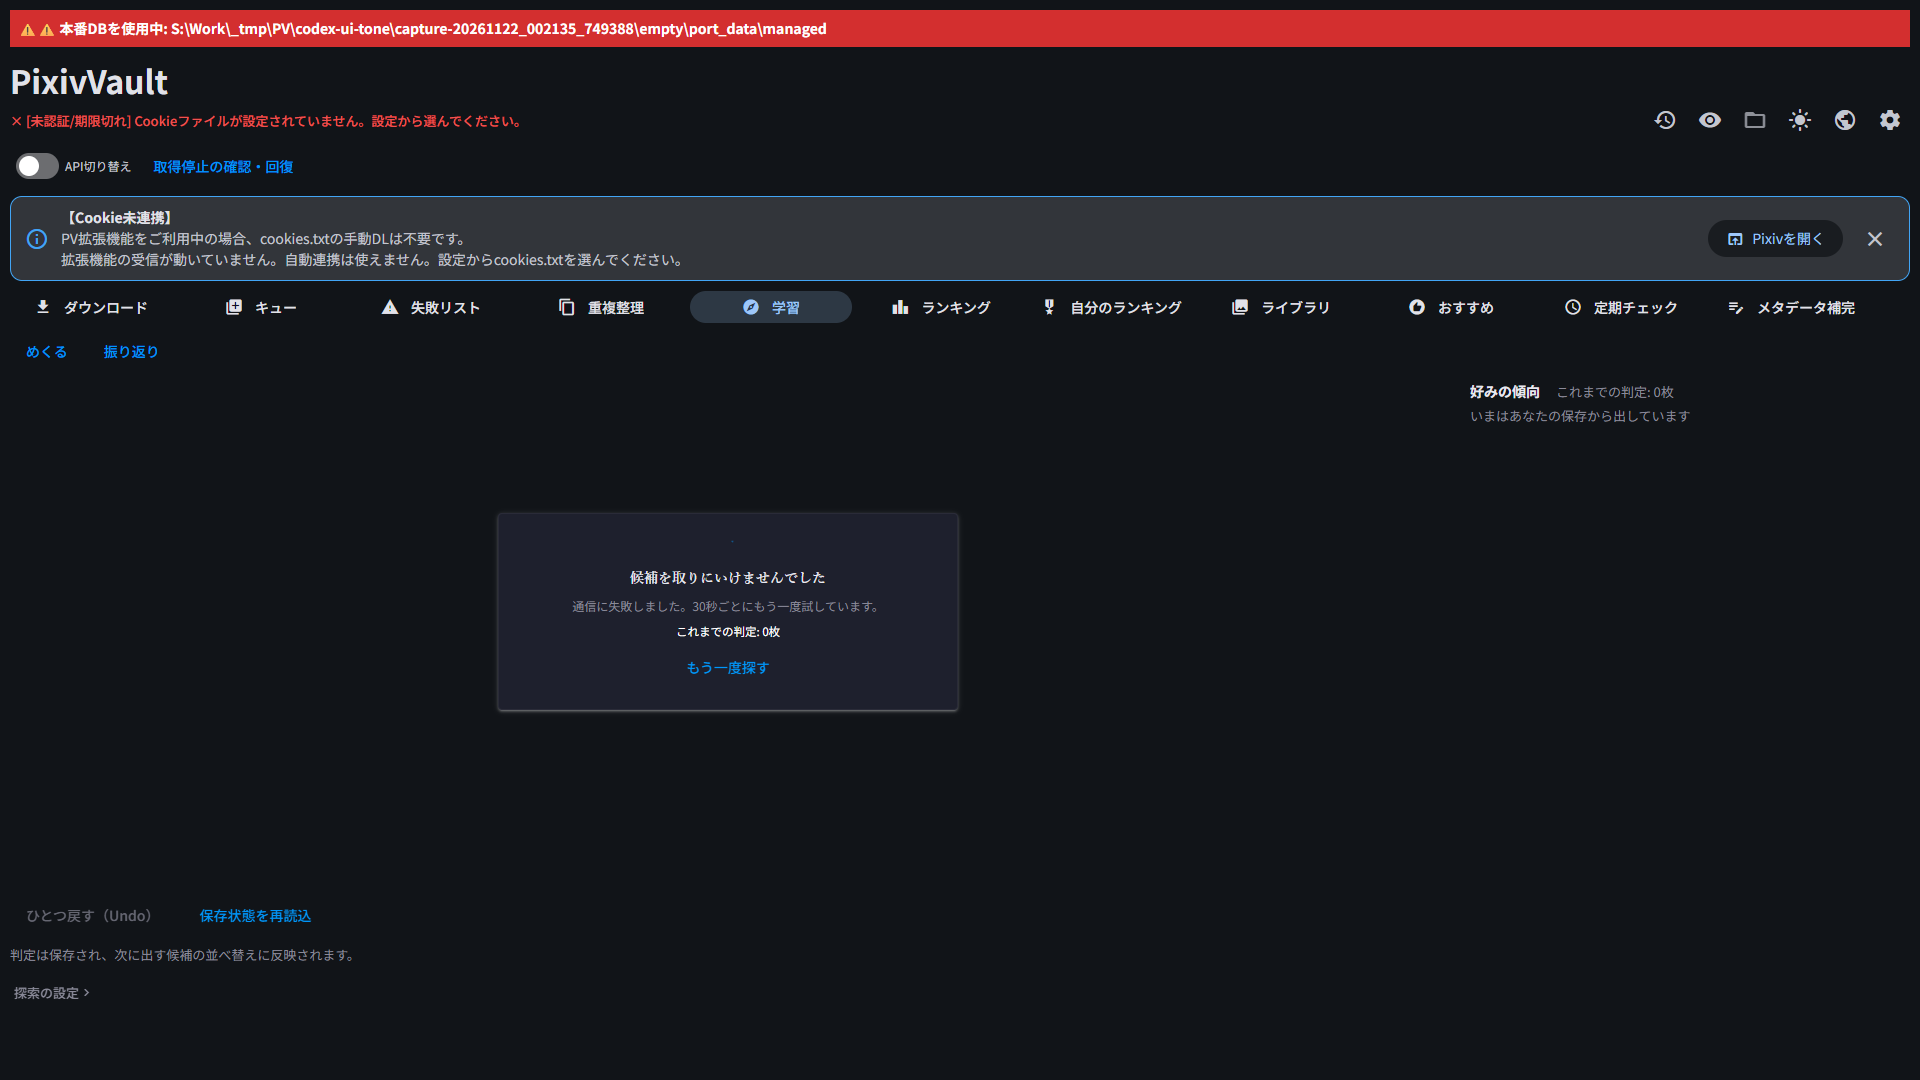 本番DBを使用中: S:\Work\_tmp\PV\codex-ui-tone\capture-20261122_002135_749388\empty\port_data\managed
PixivVault
× [未認証/期限切れ] Cookieファイルが設定されていません。設定から選んでください。
API切り替え 取得停止の確認・回復
【Cookie未連携】
PV拡張機能をご利用中の場合、cookies.txtの手動DLは不要です。
拡張機能の受信が動いていません。自動連携は使えません。設定からcookies.txtを選んでください。
Pixivを開く
ダウンロード キュー 失敗リスト 重複整理 学習 ランキング 自分のランキング ライブラリ おすすめ 定期チェック メタデータ補完
めくる 振り返り
好みの傾向 これまでの判定: 0枚
いまはあなたの保存から出しています
候補を取りにいけませんでした
通信に失敗しました。30秒ごとにもう一度試しています。
これまでの判定: 0枚
もう一度探す
ひとつ戻す（Undo） 保存状態を再読込
判定は保存され、次に出す候補の並べ替えに反映されます。
探索の設定